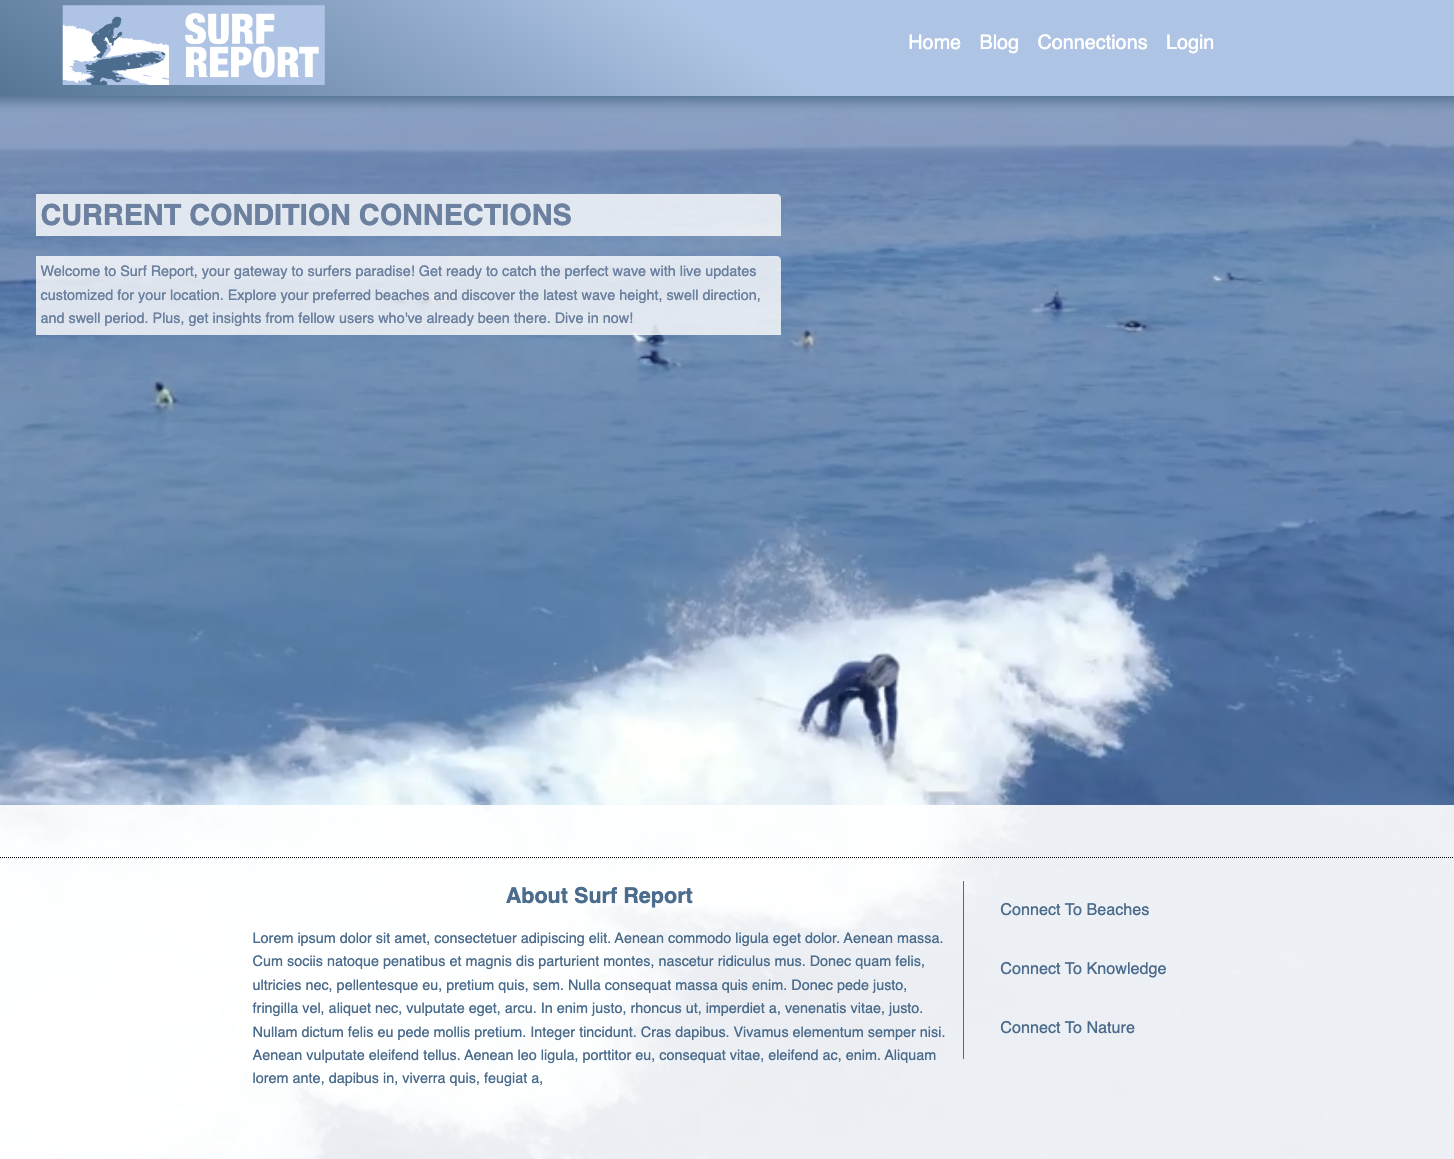 SURF
REPORT
Home Blog Connections Login
CURRENT CONDITION CONNECTIONS
Welcome to Surf Report, your gateway to surfers paradise! Get ready to catch the perfect wave with live updates
customized for your location. Explore your preferred beaches and discover the latest wave height, swell direction,
and swell period. Plus, get insights from fellow users who've already been there. Dive in now!
About Surf Report
Lorem ipsum dolor sit amet, consectetuer adipiscing elit. Aenean commodo ligula eget dolor. Aenean massa.
Cum sociis natoque penatibus et magnis dis parturient montes, nascetur ridiculus mus. Donec quam felis,
ultricies nec, pellentesque eu, pretium quis, sem. Nulla consequat massa quis enim. Donec pede justo,
fringilla vel, aliquet nec, vulputate eget, arcu. In enim justo, rhoncus ut, imperdiet a, venenatis vitae, justo.
Nullam dictum felis eu pede mollis pretium. Integer tincidunt. Cras dapibus. Vivamus elementum semper nisi.
Aenean vulputate eleifend tellus. Aenean leo ligula, porttitor eu, consequat vitae, eleifend ac, enim. Aliquam
lorem ante, dapibus in, viverra quis, feugiat a,
Connect To Beaches
Connect To Knowledge
Connect To Nature